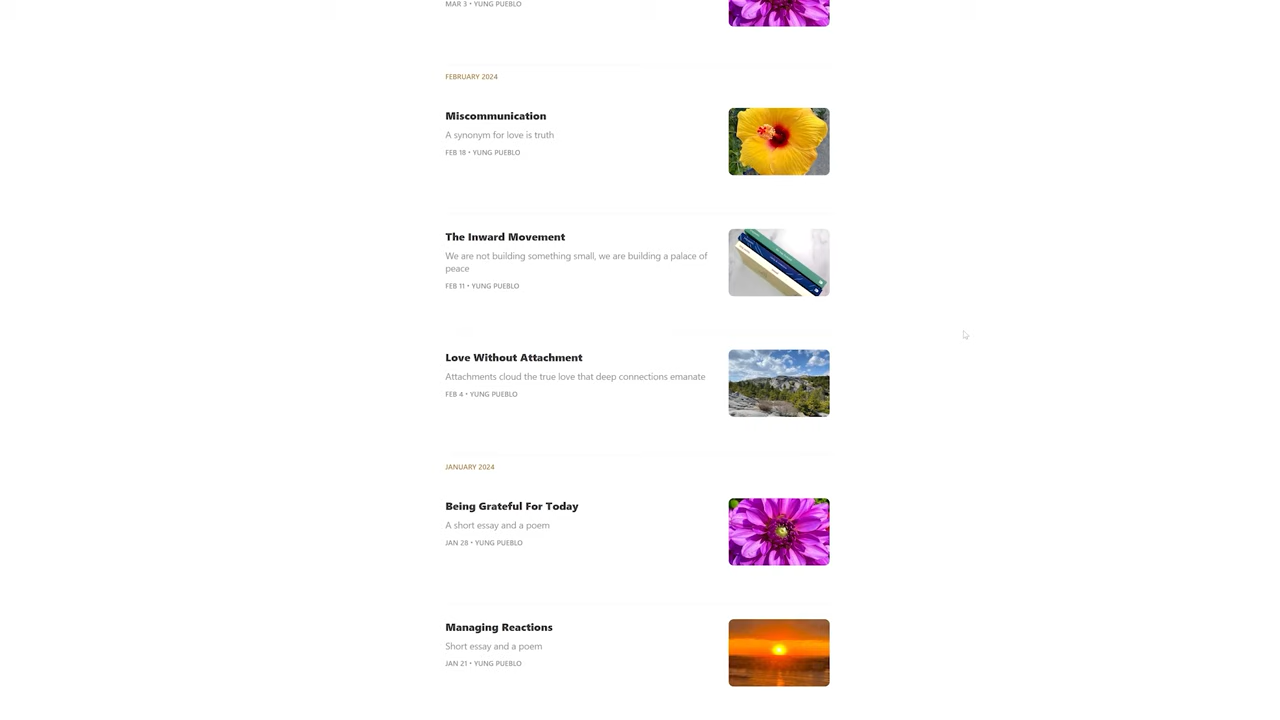 MAR 3 • YUNG PUEBLO
FEBRUARY 2024
Miscommunication
A synonym for love is truth
FEB 18 • YUNG PUEBLO
The Inward Movement
We are not building something small, we are building a palace of
peace
FEB 11 • YUNG PUEBLO
Love Without Attachment
Attachments cloud the true love that deep connections emanate
FEB 4 • YUNG PUEBLO
JANUARY 2024
Being Grateful For Today
A short essay and a poem
JAN 28 • YUNG PUEBLO
Managing Reactions
Short essay and a poem
JAN 21 • YUNG PUEBLO